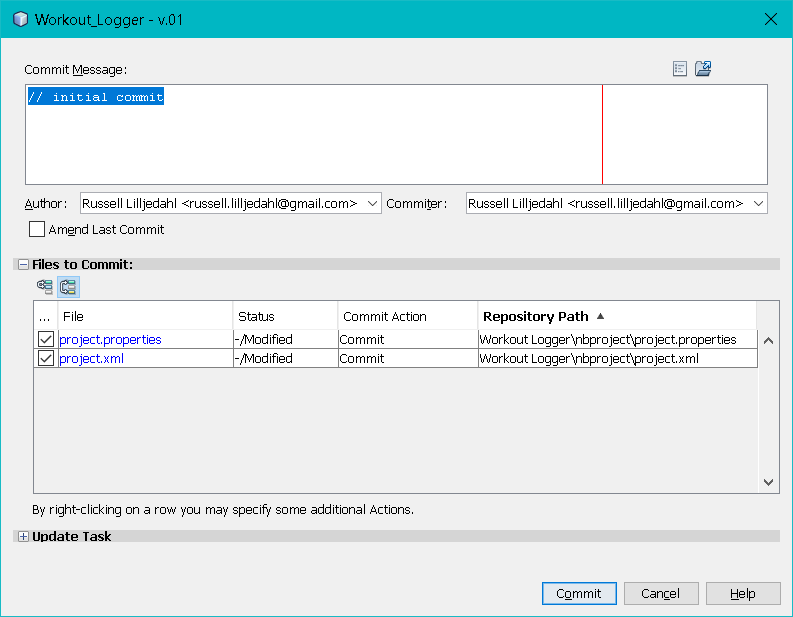 Workout_Logger - v.01
Commit Message:
// initial commit
Author: Russell Lilljedahl <russell.lilljedahl@gmail.com> Commiter: Russell Lilljedahl <russell.lilljedahl@gmail.com>
Amend Last Commit
Files to Commit:
... File Status Commit Action Repository Path
project.properties -/Modified Commit Workout Logger\nbproject\project.properties
project.xml -/Modified Commit Workout Logger\nbproject\project.xml
By right-clicking on a row you may specify some additional Actions.
Update Task
Commit Cancel Help